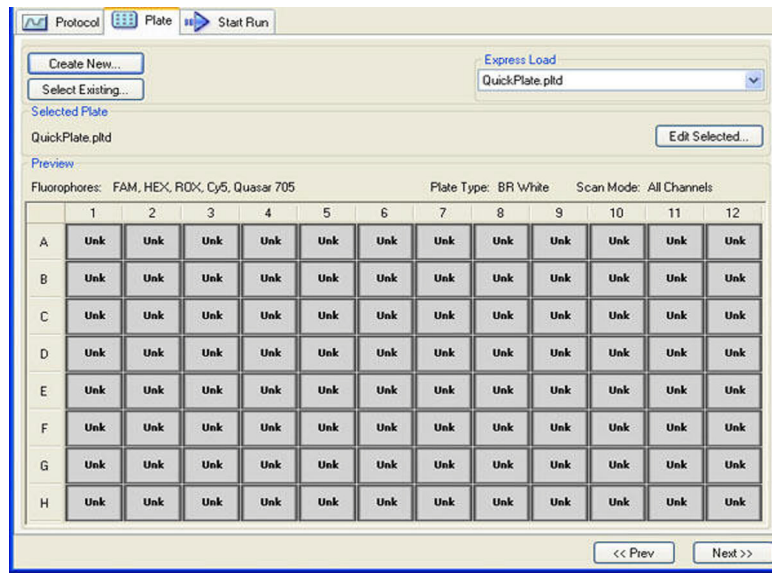 Protocol Plate Start Run
Create New... Express Load
QuickPlate.pltd
Select Existing...
Selected Plate
QuickPlate.pltd Edit Selected...
Preview
Fluorophores: FAM, HEX, ROX, Cy5, Quasar 705 Plate Type: BR White Scan Mode: All Channels
1 2 3 4 5 6 7 8 9 10 11 12
A Unk Unk Unk Unk Unk Unk Unk Unk Unk Unk Unk Unk
B Unk Unk Unk Unk Unk Unk Unk Unk Unk Unk Unk Unk
C Unk Unk Unk Unk Unk Unk Unk Unk Unk Unk Unk Unk
D Unk Unk Unk Unk Unk Unk Unk Unk Unk Unk Unk Unk
E Unk Unk Unk Unk Unk Unk Unk Unk Unk Unk Unk Unk
F Unk Unk Unk Unk Unk Unk Unk Unk Unk Unk Unk Unk
G Unk Unk Unk Unk Unk Unk Unk Unk Unk Unk Unk Unk
H Unk Unk Unk Unk Unk Unk Unk Unk Unk Unk Unk Unk
<< Prev Next >>